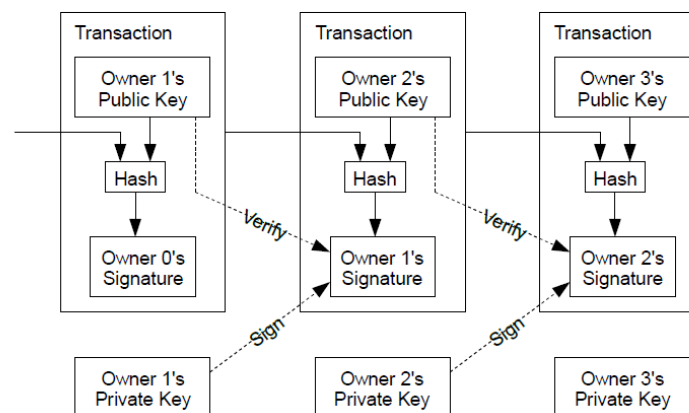 Transaction
Owner 1's
Public Key
Hash
Owner 0's
Signature
Transaction
Owner 2's
Public Key
Hash
Owner 1's
Signature
Transaction
Owner 3's
Public Key
Hash
Owner 2's
Signature
Verify
Verify
Sign
Sign
Owner 1's
Private Key
Owner 2's
Private Key
Owner 3's
Private Key